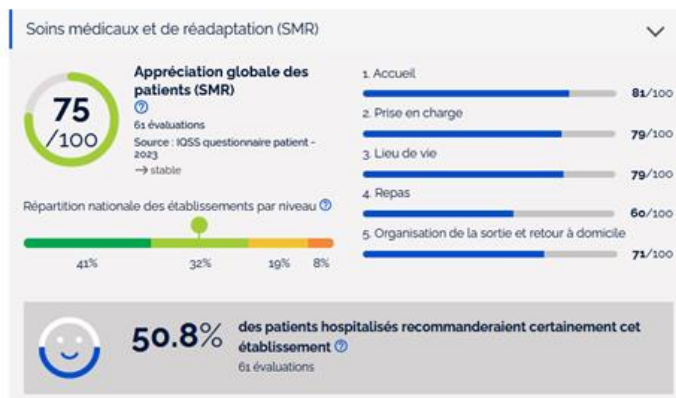 Soins médicaux et de réadaptation (SMR)
75
/100
Appréciation globale des
patients (SMR)
61 évaluations
Source : IQSS questionnaire patient -
2023
→ stable
Répartition nationale des établissements par niveau ?
41% 32% 19% 8%
1. Accueil
81/100
2. Prise en charge
79/100
3. Lieu de vie
79/100
4. Repas
60/100
5. Organisation de la sortie et retour à domicile
71/100
50.8% des patients hospitalisés recommanderaient certainement cet
établissement ?
61 évaluations